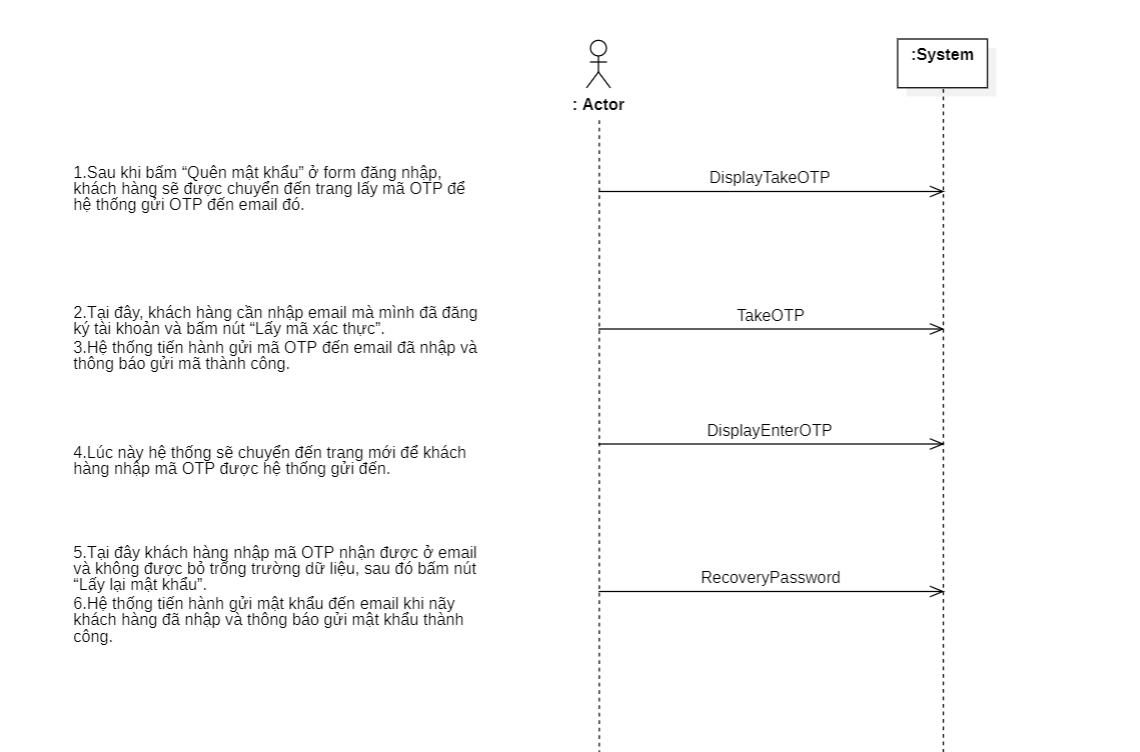 :System
: Actor
1.Sau khi bấm “Quên mật khẩu” ở form đăng nhập,
khách hàng sẽ được chuyển đến trang lấy mã OTP để
hệ thống gửi OTP đến email đó.
DisplayTakeOTP
2.Tại đây, khách hàng cần nhập email mà mình đã đăng
ký tài khoản và bấm nút “Lấy mã xác thực”.
3.Hệ thống tiến hành gửi mã OTP đến email đã nhập và
thông báo gửi mã thành công.
TakeOTP
4.Lúc này hệ thống sẽ chuyển đến trang mới để khách
hàng nhập mã OTP được hệ thống gửi đến.
DisplayEnterOTP
5.Tại đây khách hàng nhập mã OTP nhận được ở email
và không được bỏ trống trường dữ liệu, sau đó bấm nút
“Lấy lại mật khẩu”.
6.Hệ thống tiến hành gửi mật khẩu đến email khi nãy
khách hàng đã nhập và thông báo gửi mật khẩu thành
công.
RecoveryPassword